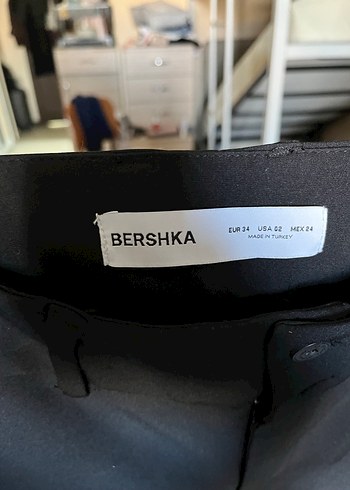 BERSHKA
EUR 34 USA 02 MEX 24
MADE IN TURKEY